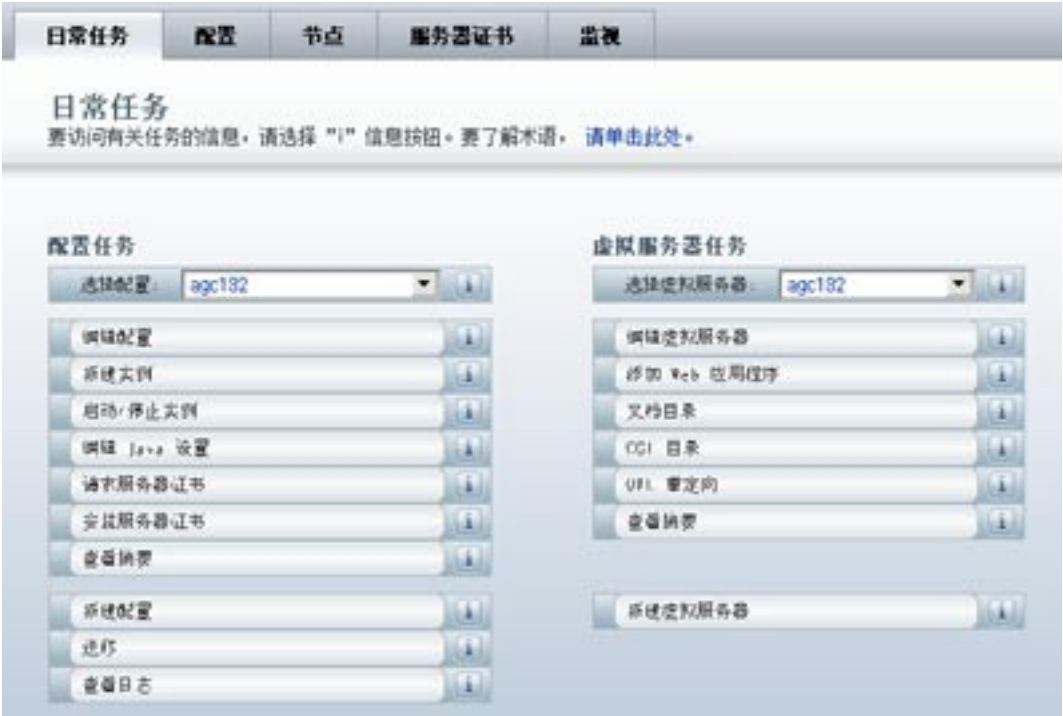 日常任务
配置
节点
服务器证书
监视
日常任务
要访问有关任务的信息，请选择 "i" 信息按钮。要了解术语， 请单击此处。
配置任务
选择配置: agc182
编辑配置
新建实例
启动/停止实例
编辑 Java 设置
请求服务器证书
安装服务器证书
查看摘要
新建配置
迁移
查看日志
虚拟服务器任务
选择虚拟服务器: agc182
编辑虚拟服务器
添加 Web 应用程序
文档目录
CGI 目录
URL 重定向
查看摘要
新建虚拟服务器